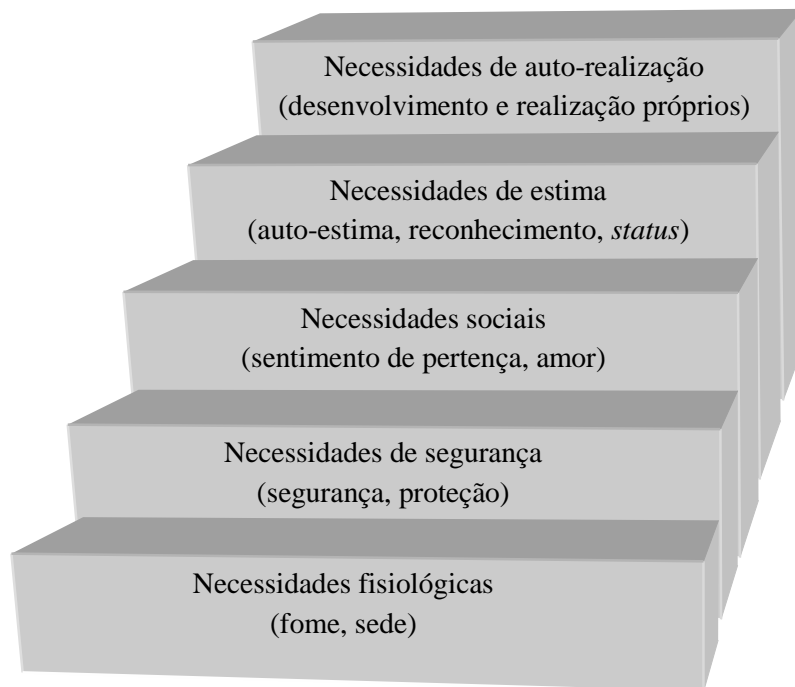 Necessidades de auto-realização
(desenvolvimento e realização próprios)
Necessidades de estima
(auto-estima, reconhecimento, status)
Necessidades sociais
(sentimento de pertença, amor)
Necessidades de segurança
(segurança, proteção)
Necessidades fisiológicas
(fome, sede)